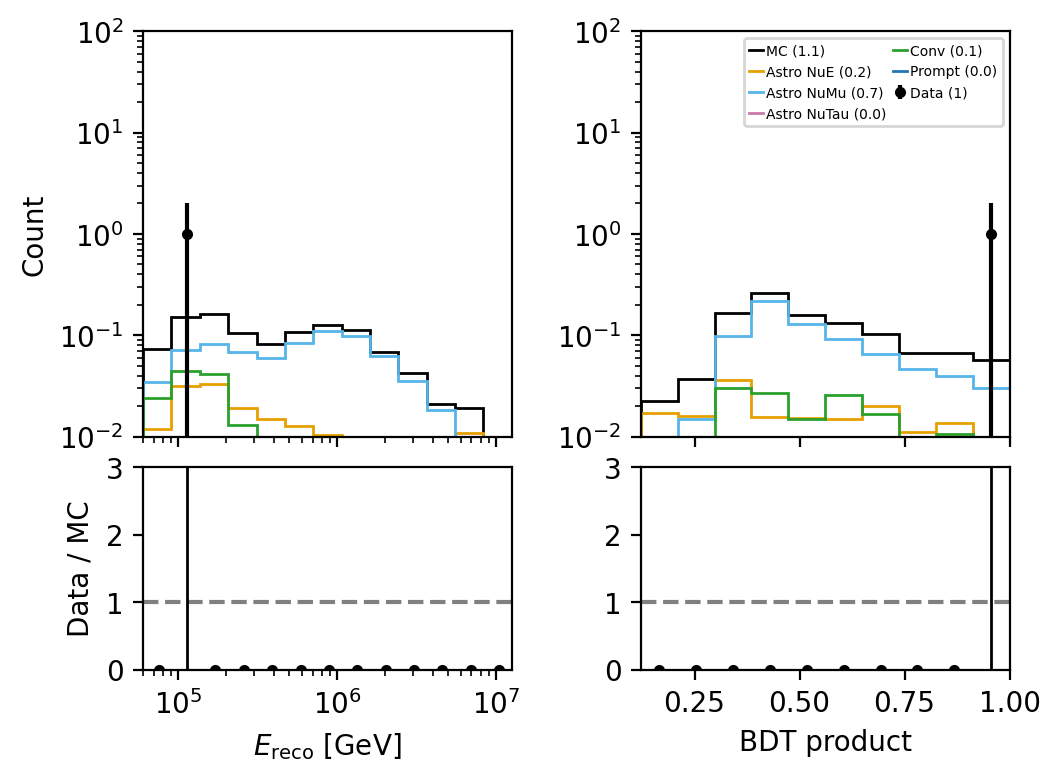 10^2
10^1
10^0
10^-1
10^-2
Count
10^2
10^1
10^0
10^-1
10^-2
MC (1.1)
Astro NuE (0.2)
Astro NuMu (0.7)
Astro NuTau (0.0)
Conv (0.1)
Prompt (0.0)
Data (1)
3
2
1
0
Data / MC
10^5 10^6 10^7
E_reco [GeV]
3
2
1
0
0.25 0.50 0.75 1.00
BDT product